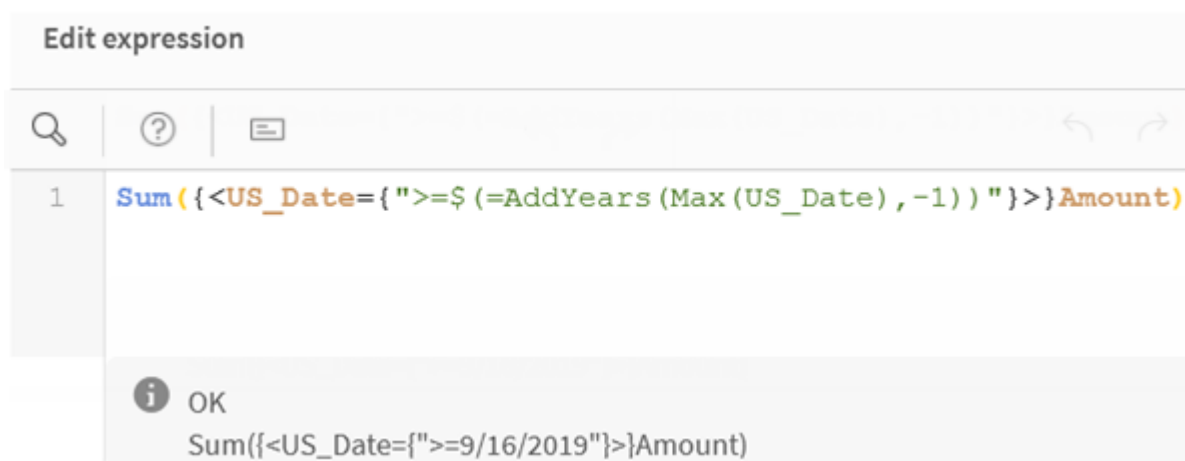 Edit expression
1 Sum({<US_Date={">=$(=AddYears(Max(US_Date),-1))"}>}Amount)
OK
Sum({<US_Date={">=9/16/2019"}>}Amount)